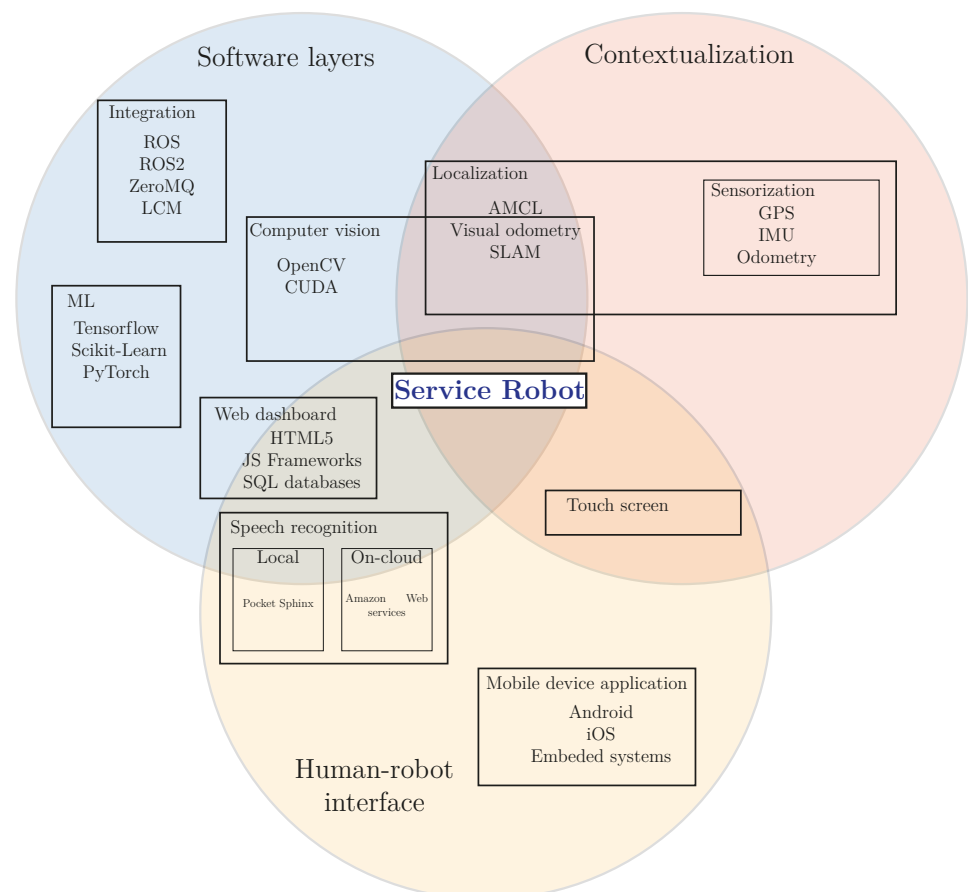 Software layers
Contextualization
Integration
ROS
ROS2
ZeroMQ
LCM
Localization
AMCL
Visual odometry
SLAM
Sensorization
GPS
IMU
Odometry
Computer vision
OpenCV
CUDA
ML
Tensorflow
Scikit-Learn
PyTorch
Service Robot
Web dashboard
HTML5
JS Frameworks
SQL databases
Touch screen
Speech recognition
Local
Pocket Sphinx
On-cloud
Amazon Web
services
Mobile device application
Android
iOS
Embeded systems
Human-robot
interface